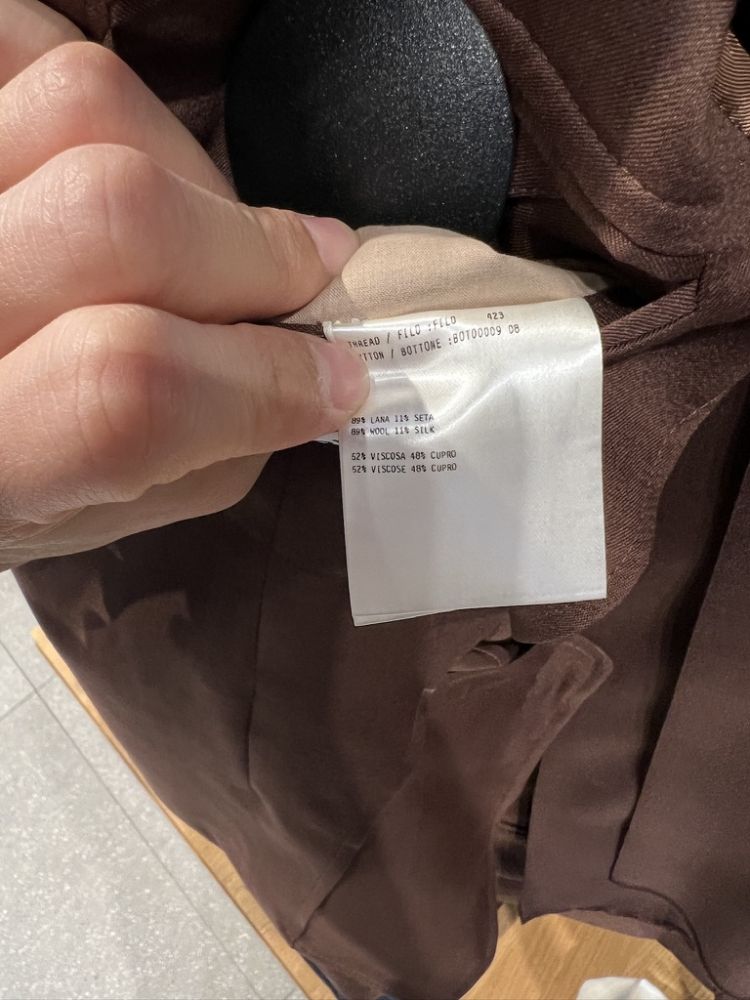 THREAD / FILO :FILO 423
BUTTON / BOTTONE :BOT00009 DB
89% LANA 11% SETA
89% WOOL 11% SILK
52% VISCOSA 48% CUPRO
52% VISCOSE 48% CUPRO